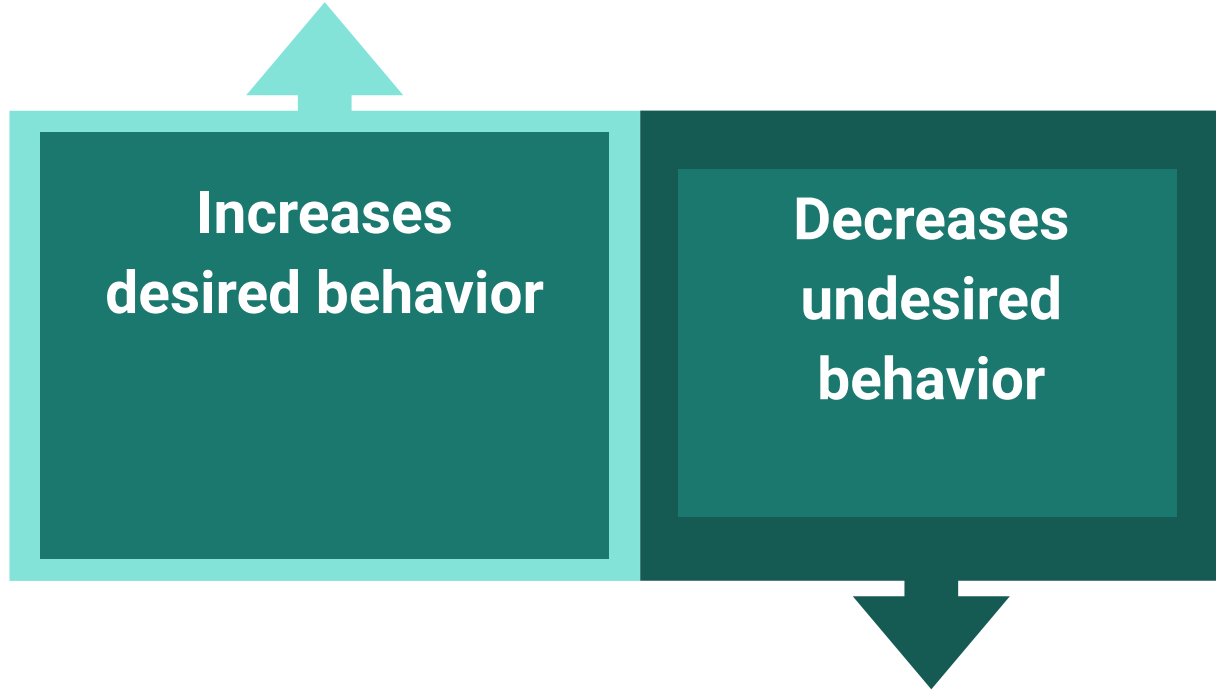 Increases
desired behavior
Decreases
undesired
behavior